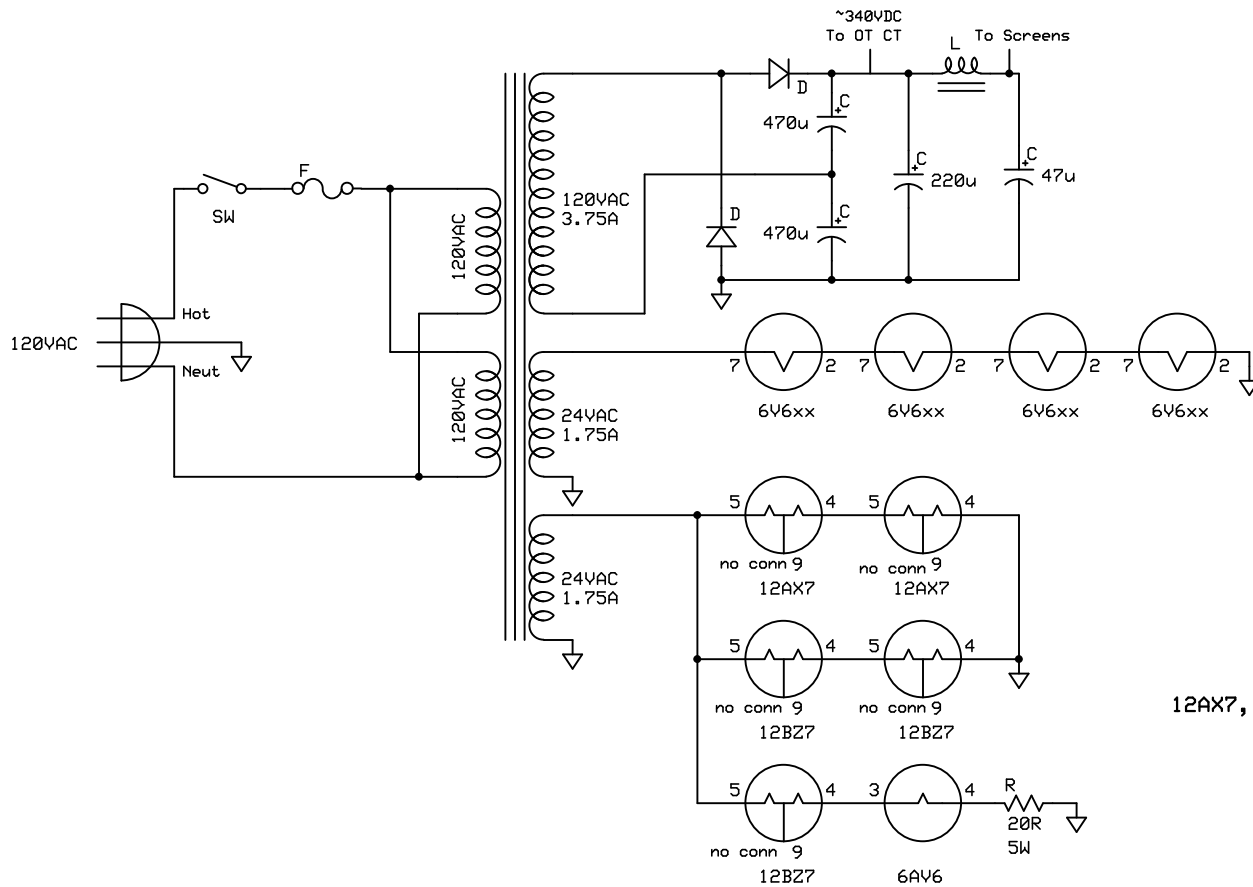 ~340VDC
To OT CT
To Screens
L
D
C
470u
C
220u
C
47u
F
SW
120VAC
120VAC
3.75A
D
C
470u
Hot
120VAC
Neut
120VAC
24VAC
1.75A
7 2 7 2 7 2 7 2
6V6xx 6V6xx 6V6xx 6V6xx
5 4 5 4
no conn 9 no conn 9
12AX7 12AX7
24VAC
1.75A
5 4 5 4
no conn 9 no conn 9
12BZ7 12BZ7
12AX7,
5 4 3 4
R
20R
5W
no conn 9
12BZ7 6AV6